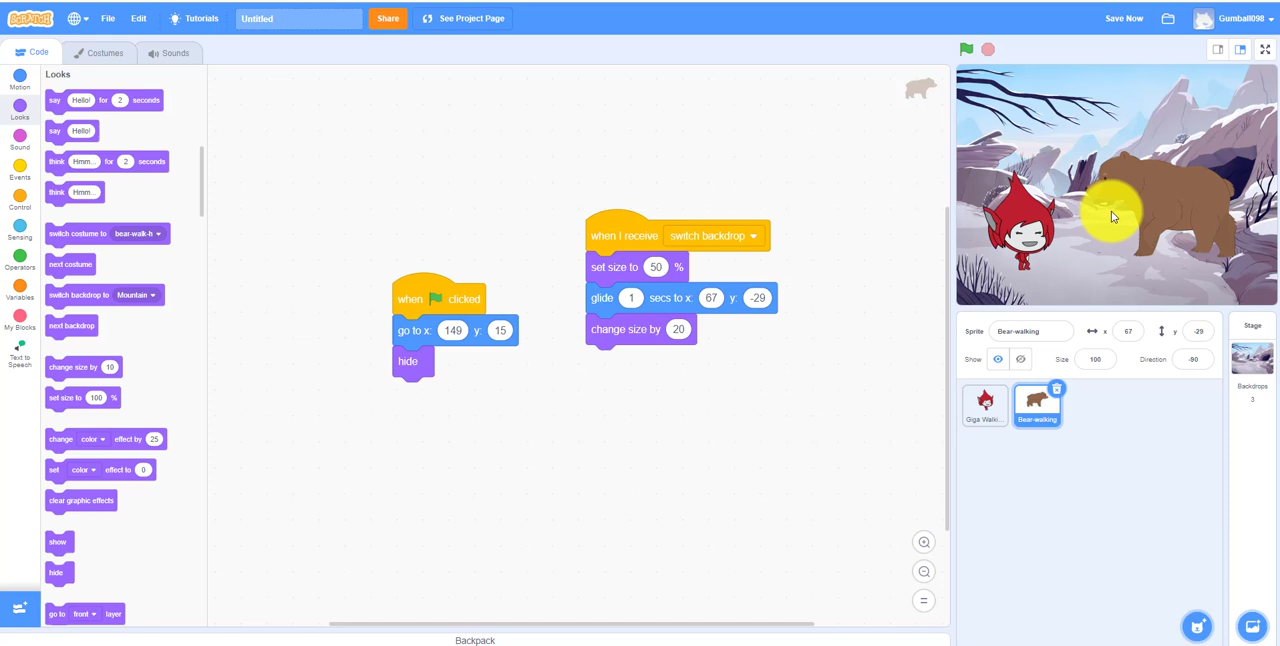 SCRATCH File Edit Tutorials Untitled Share See Project Page Save Now Gumball098
Code Costumes Sounds
Motion
Looks
Sound
Events
Control
Sensing
Operators
Variables
My Blocks
Text to
Speech
Looks
say Hello! for 2 seconds
say Hello!
think Hmm... for 2 seconds
think Hmm...
switch costume to bear-walk-h
next costume
switch backdrop to Mountain
next backdrop
change size by 10
set size to 100 %
change color effect by 25
set color effect to 0
clear graphic effects
show
hide
go to front layer
when clicked
go to x: 149 y: 15
hide
when I receive switch backdrop
set size to 50 %
glide 1 secs to x: 67 y: -29
change size by 20
Sprite Bear-walking x 67 y -29
Show Size 100 Direction -90
Giga Walki...
Bear-walking
Stage
Backdrops
3
Backpack